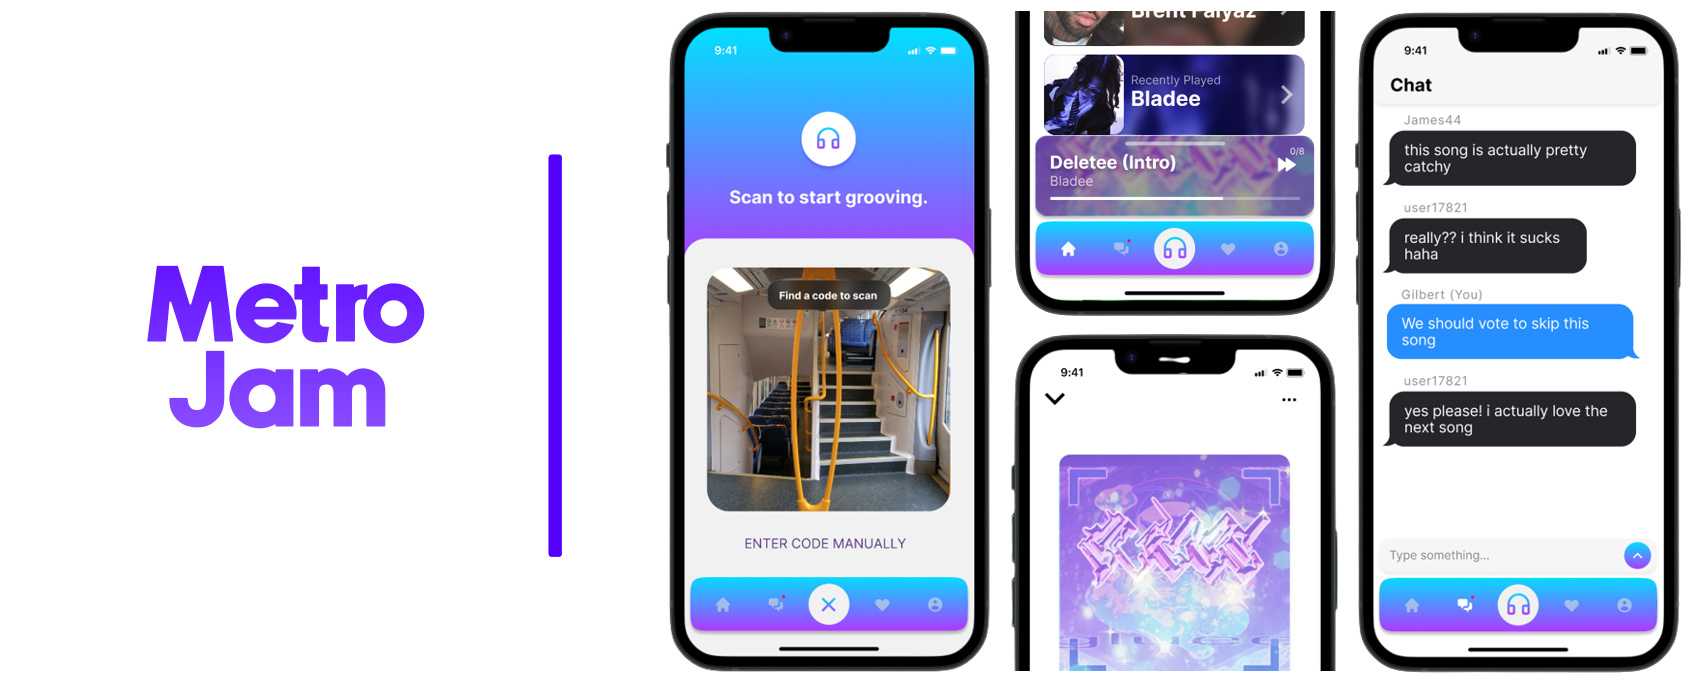 Metro
Jam
9:41
Scan to start grooving.
Find a code to scan
ENTER CODE MANUALLY
Brent Faiyaz
Recently Played
Bladee
0/8
Deletee (Intro)
Bladee
9:41
9:41
Chat
James44
this song is actually pretty
catchy
user17821
really?? i think it sucks
haha
Gilbert (You)
We should vote to skip this
song
user17821
yes please! i actually love the
next song
Type something...